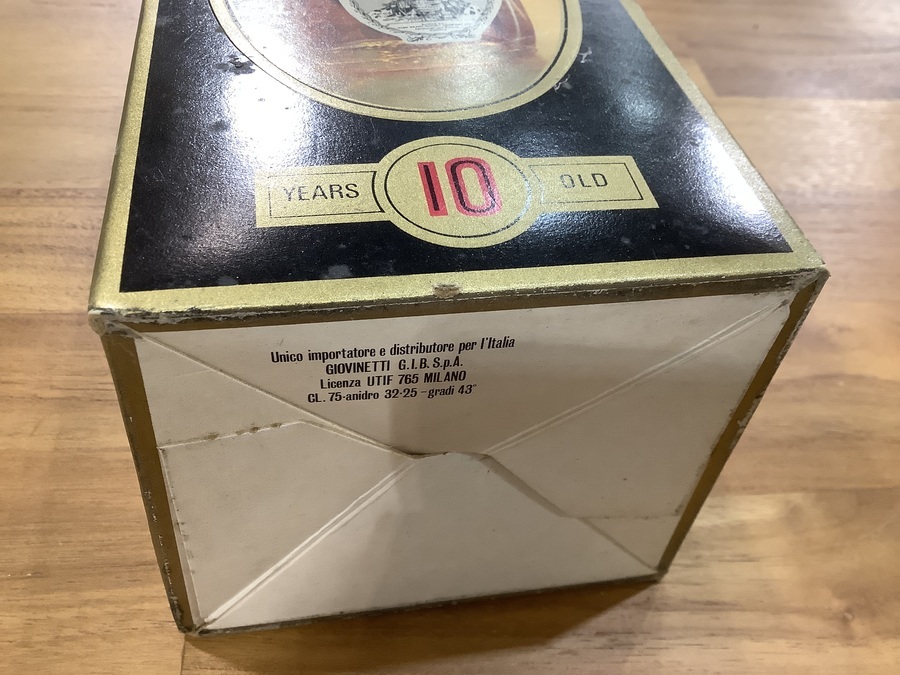 YEARS 10 OLD
Unico importatore e distributore per l'Italia
GIOVINETTI G.I.B. S.p.A.
Licenza UTIF 765 MILANO
CL. 75-anidro 32-25 - gradi 43°